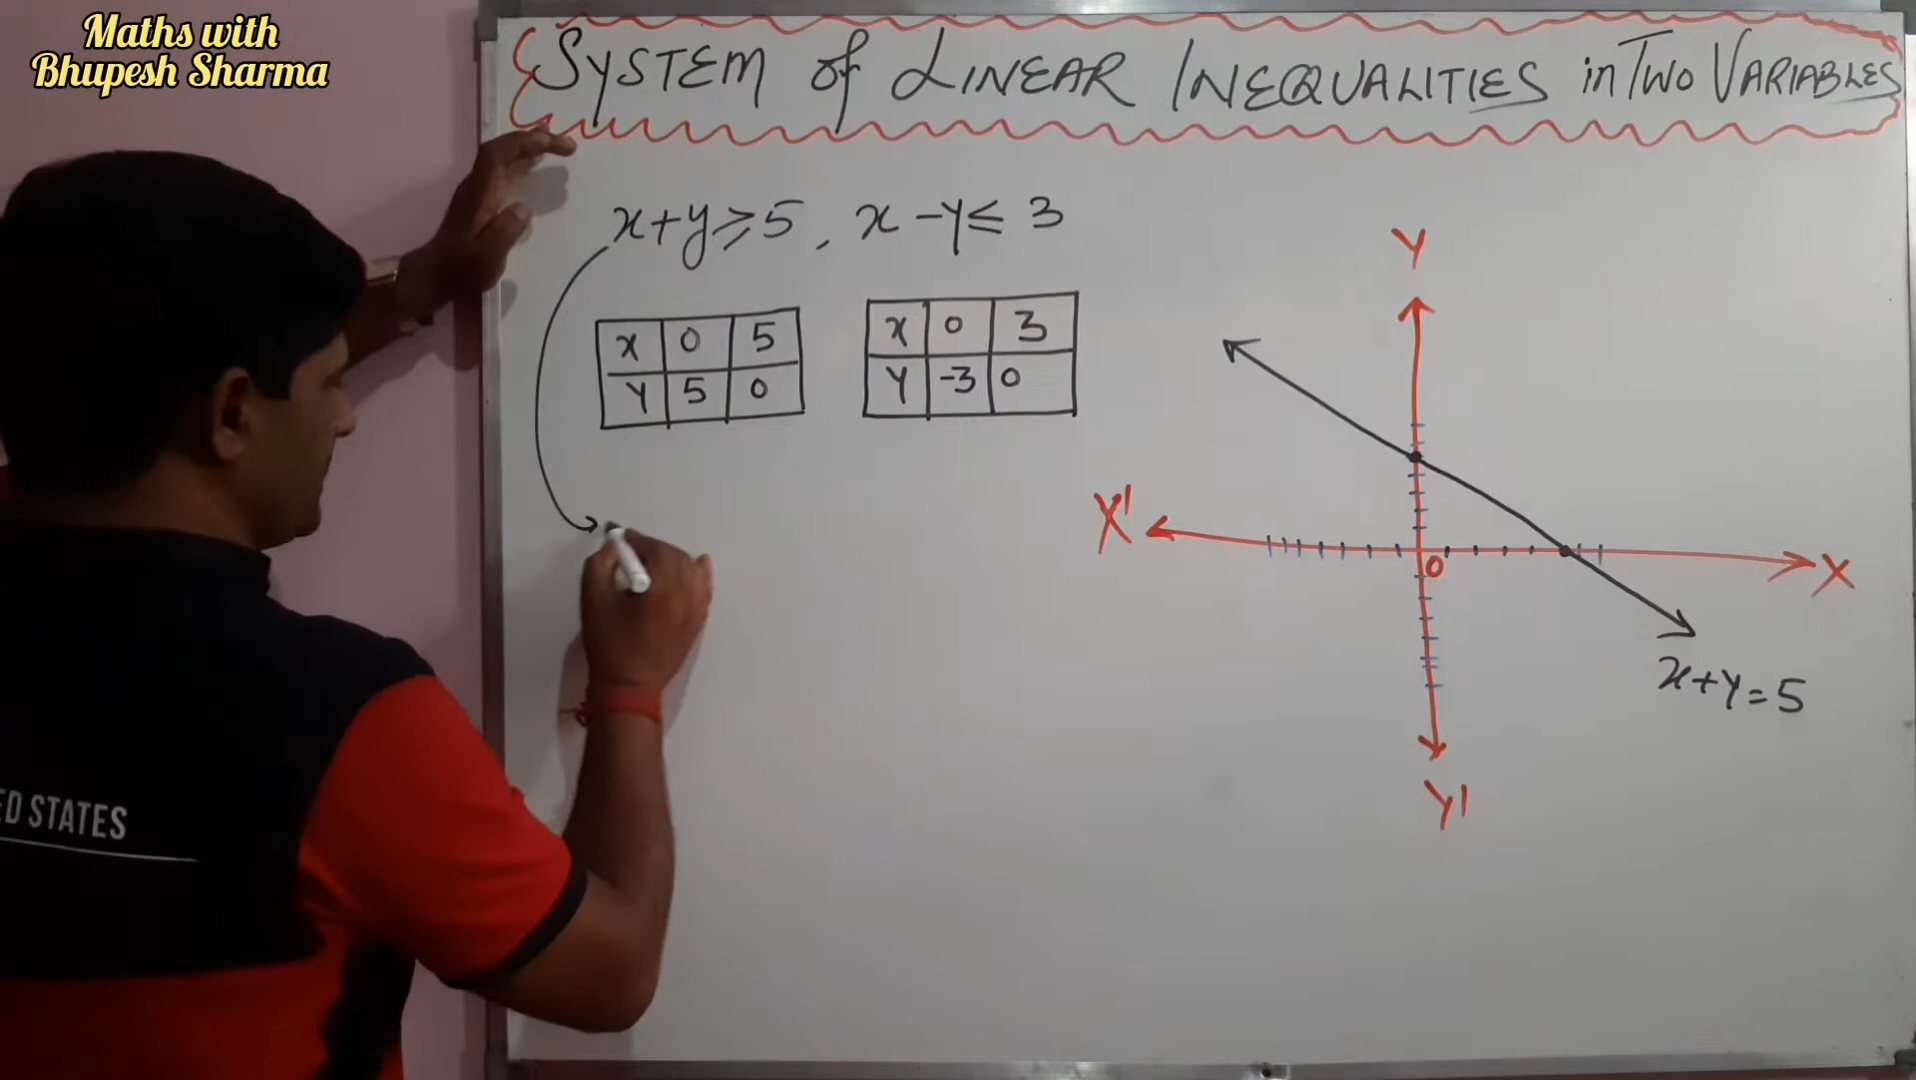 Maths with
Bhupesh Sharma
SYSTEM of LINEAR INEQUALITIES in TWO VARIABLES
x+y≥5, x-y≤3
x 0 5
y 5 0
x 0 3
y -3 0
Y
X'
0
X
x+y=5
Y'
ED STATES